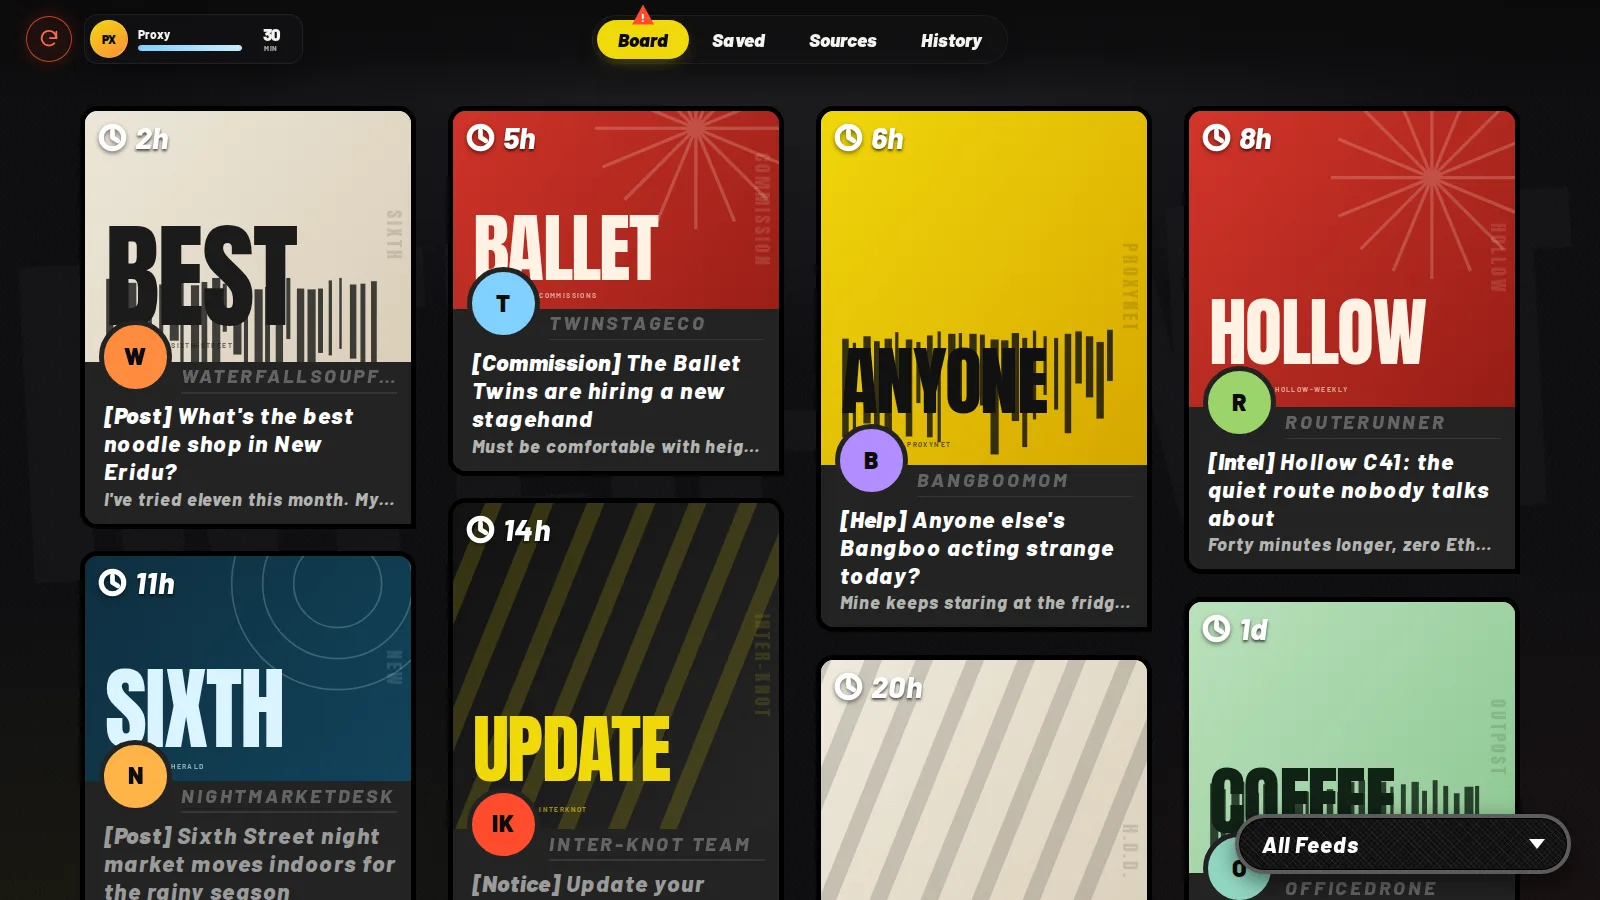 PX
Proxy
30
MIN
!
Board
Saved
Sources
History
2h
BEST
SIXTH
SIXTH-STREET
W
WATERFALLSOUPF...
[Post] What's the best
noodle shop in New
Eridu?
I've tried eleven this month. My...
5h
BALLET
COMMISSION
COMMISSIONS
T
TWINSTAGECO
[Commission] The Ballet
Twins are hiring a new
stagehand
Must be comfortable with heig...
6h
ANYONE
PROXYNET
PROXYNET
B
BANGBOOMOM
[Help] Anyone else's
Bangboo acting strange
today?
Mine keeps staring at the fridg...
8h
HOLLOW
HOLLOW
HOLLOW-WEEKLY
R
ROUTERUNNER
[Intel] Hollow C41: the
quiet route nobody talks
about
Forty minutes longer, zero Eth...
11h
SIXTH
NEW
HERALD
N
NIGHTMARKETDESK
[Post] Sixth Street night
market moves indoors for
the rainy season
14h
UPDATE
INTER-KNOT
INTERKNOT
IK
INTER-KNOT TEAM
[Notice] Update your
20h
H.D.D.
1d
COFFEE
OUTPOST
O
OFFICEDRONE
All Feeds